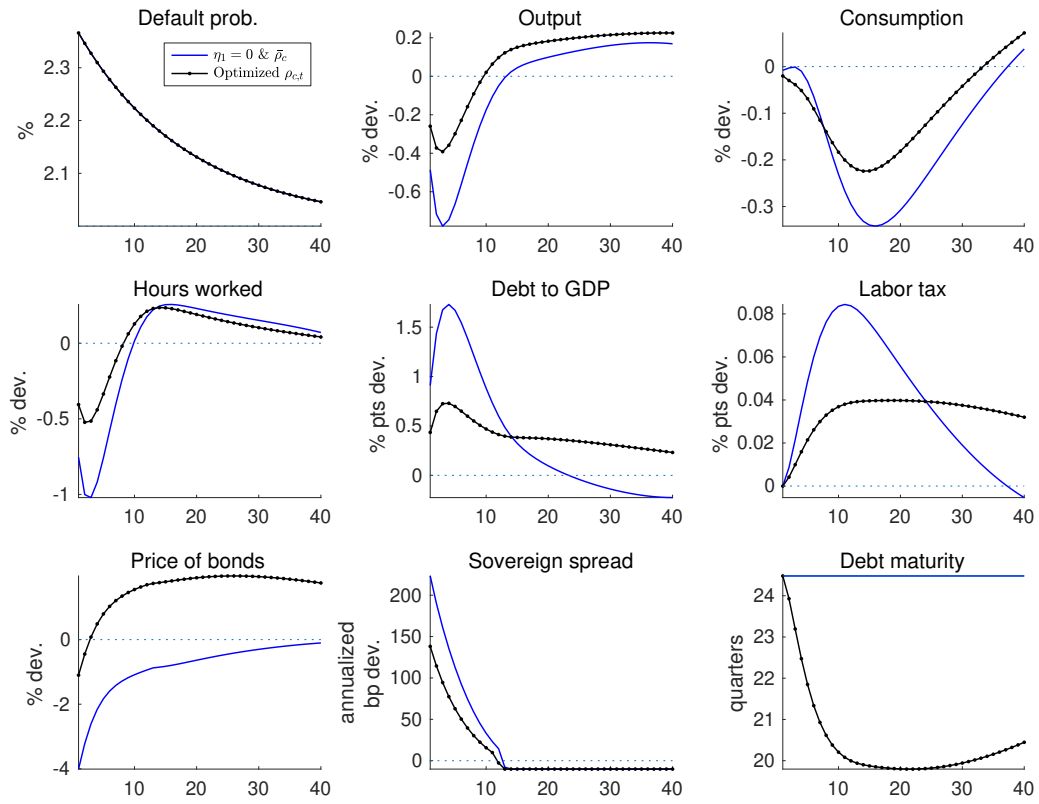 Default prob.
Output
Consumption
η₁ = 0 & ρ̄_c
Optimized ρ_{c,t}
%
2.3
2.2
2.1
10 20 30 40
% dev.
0.2
0
-0.2
-0.4
-0.6
10 20 30 40
% dev.
0
-0.1
-0.2
-0.3
10 20 30 40
Hours worked
Debt to GDP
Labor tax
% dev.
0
-0.5
-1
10 20 30 40
% pts dev.
1.5
1
0.5
0
10 20 30 40
% pts dev.
0.08
0.06
0.04
0.02
0
10 20 30 40
Price of bonds
Sovereign spread
Debt maturity
% dev.
0
-2
-4
10 20 30 40
annualized
bp dev.
200
150
100
50
0
10 20 30 40
quarters
24
23
22
21
20
10 20 30 40